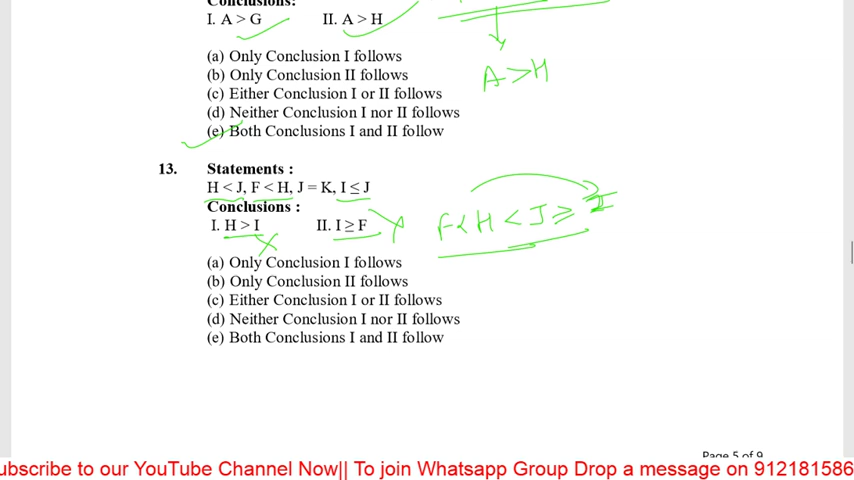 Conclusions:
I. A > G II. A > H
A > H
(a) Only Conclusion I follows
(b) Only Conclusion II follows
(c) Either Conclusion I or II follows
(d) Neither Conclusion I nor II follows
(e) Both Conclusions I and II follow
13. Statements :
H < J, F < H, J = K, I ≤ J
Conclusions :
I. H > I II. I ≥ F
F < H < J ≥ I
(a) Only Conclusion I follows
(b) Only Conclusion II follows
(c) Either Conclusion I or II follows
(d) Neither Conclusion I nor II follows
(e) Both Conclusions I and II follow
Page 5 of 9
ubscribe to our YouTube Channel Now|| To join Whatsapp Group Drop a message on 912181586